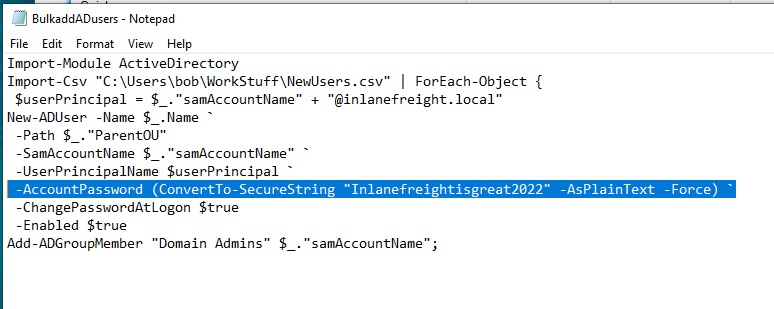 BulkaddADusers - Notepad
File Edit Format View Help
Import-Module ActiveDirectory
Import-Csv "C:\Users\bob\WorkStuff\NewUsers.csv" | ForEach-Object {
 $userPrincipal = $_."samAccountName" + "@inlanefreight.local"
New-ADUser -Name $_.Name `
 -Path $_."ParentOU" `
 -SamAccountName $_."samAccountName" `
 -UserPrincipalName $userPrincipal `
 -AccountPassword (ConvertTo-SecureString "Inlanefreightisgreat2022" -AsPlainText -Force) `
 -ChangePasswordAtLogon $true
 -Enabled $true
Add-ADGroupMember "Domain Admins" $_."samAccountName";